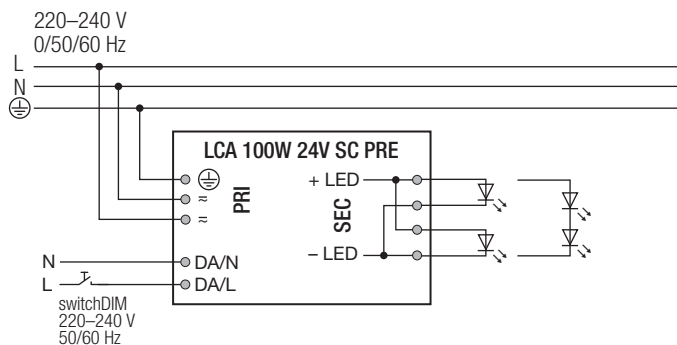 220–240 V
0/50/60 Hz
L
N
LCA 100W 24V SC PRE
PRI
≂
≂
+ LED
SEC
– LED
N
DA/N
L
DA/L
switchDIM
220–240 V
50/60 Hz